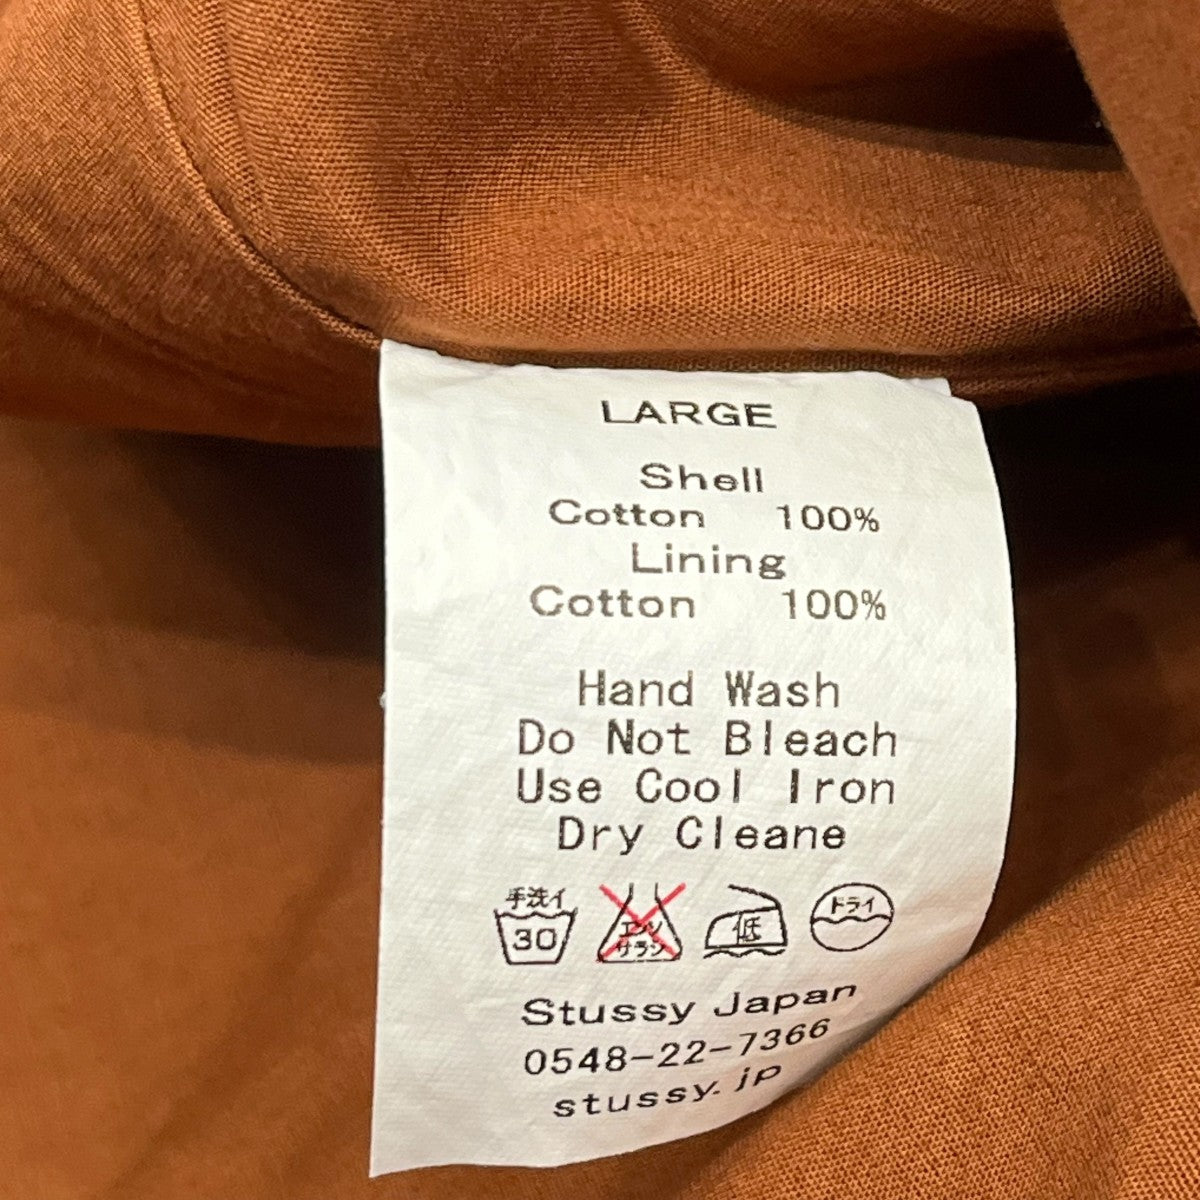 LARGE
Shell
Cotton 100%
Lining
Cotton 100%
Hand Wash
Do Not Bleach
Use Cool Iron
Dry Cleane
手洗イ
30
エンソ
サラシ
低
ドライ
Stussy Japan
0548-22-7366
stussy.jp